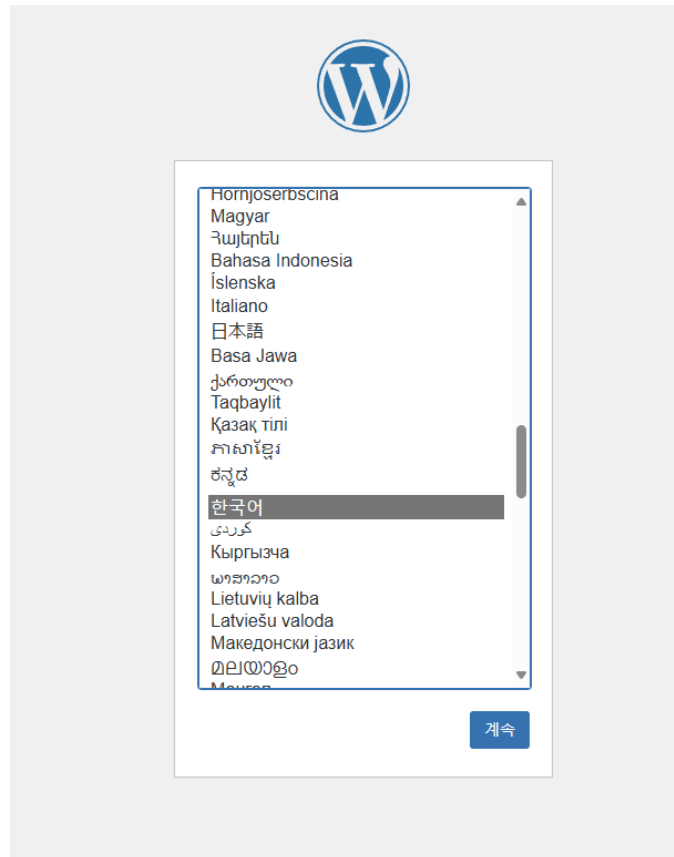 Hornjoserbsćina
Magyar
Հայերեն
Bahasa Indonesia
Íslenska
Italiano
日本語
Basa Jawa
ქართული
Taqbaylit
Қазақ тілі
ភាសាខ្មែរ
ಕನ್ನಡ
한국어
كوردی
Кыргызча
ພາສາລາວ
Lietuvių kalba
Latviešu valoda
Македонски јазик
മലയാളം
Монгол
계속